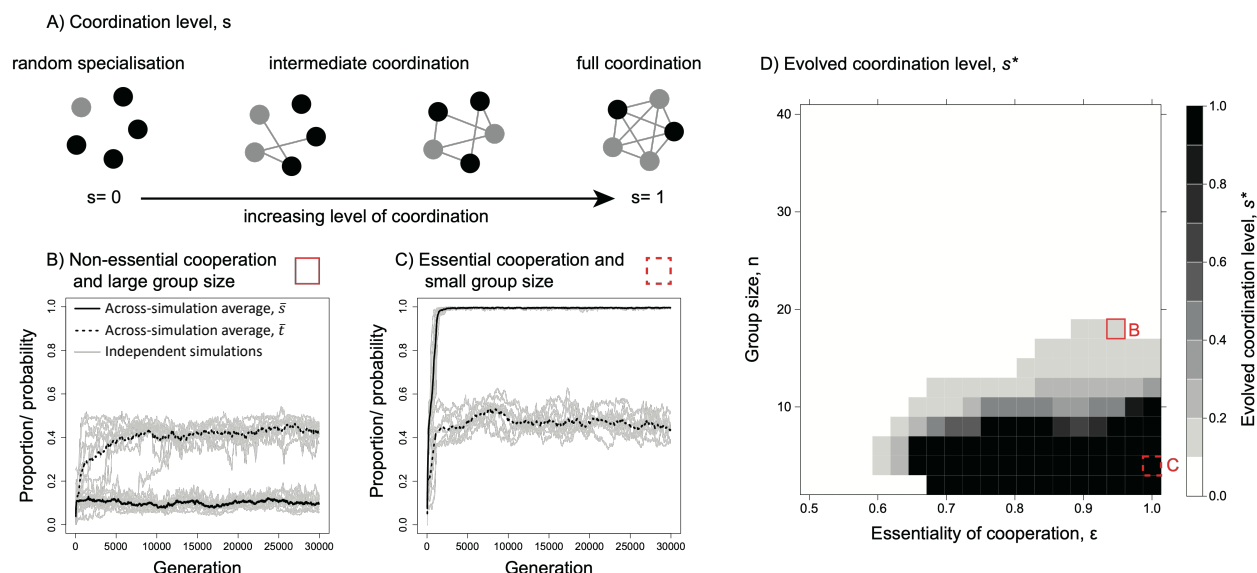 A) Coordination level, s
random specialisation
intermediate coordination
full coordination
s= 0
s= 1
increasing level of coordination
B) Non-essential cooperation
and large group size
Across-simulation average, s̄
Across-simulation average, t̄
Independent simulations
Proportion/ probability
1.0
0.8
0.6
0.4
0.2
0.0
0 5000 10000 15000 20000 25000 30000
Generation
C) Essential cooperation and
small group size
Proportion/ probability
1.0
0.8
0.6
0.4
0.2
0.0
0 5000 10000 15000 20000 25000 30000
Generation
D) Evolved coordination level, s*
Group size, n
40
30
20
10
B
C
0.5 0.6 0.7 0.8 0.9 1.0
Essentiality of cooperation, ε
1.0
0.8
0.6
0.4
0.2
0.0
Evolved coordination level, s*